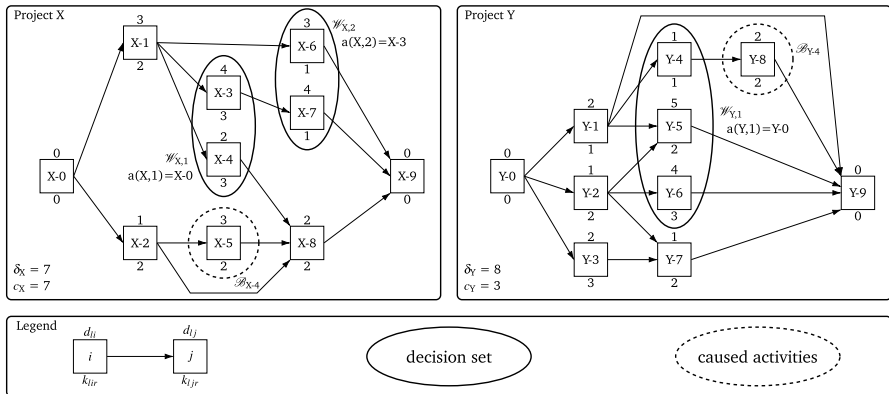 Project X
3
X-1
2
3
X-6
1
𝒲X,2
a(X,2)=X-3
4
X-3
3
4
X-7
1
2
X-4
3
𝒲X,1
a(X,1)=X-0
0
X-0
0
0
X-9
0
1
X-2
2
3
X-5
2
ℬX-4
2
X-8
2
δX = 7
cX = 7
Project Y
1
Y-4
1
2
Y-8
2
ℬY-4
2
Y-1
1
5
Y-5
2
𝒲Y,1
a(Y,1)=Y-0
0
Y-0
0
1
Y-2
2
4
Y-6
3
0
Y-9
0
2
Y-3
3
1
Y-7
2
δY = 8
cY = 3
Legend
dli
i
klir
dlj
j
kljr
decision set
caused activities